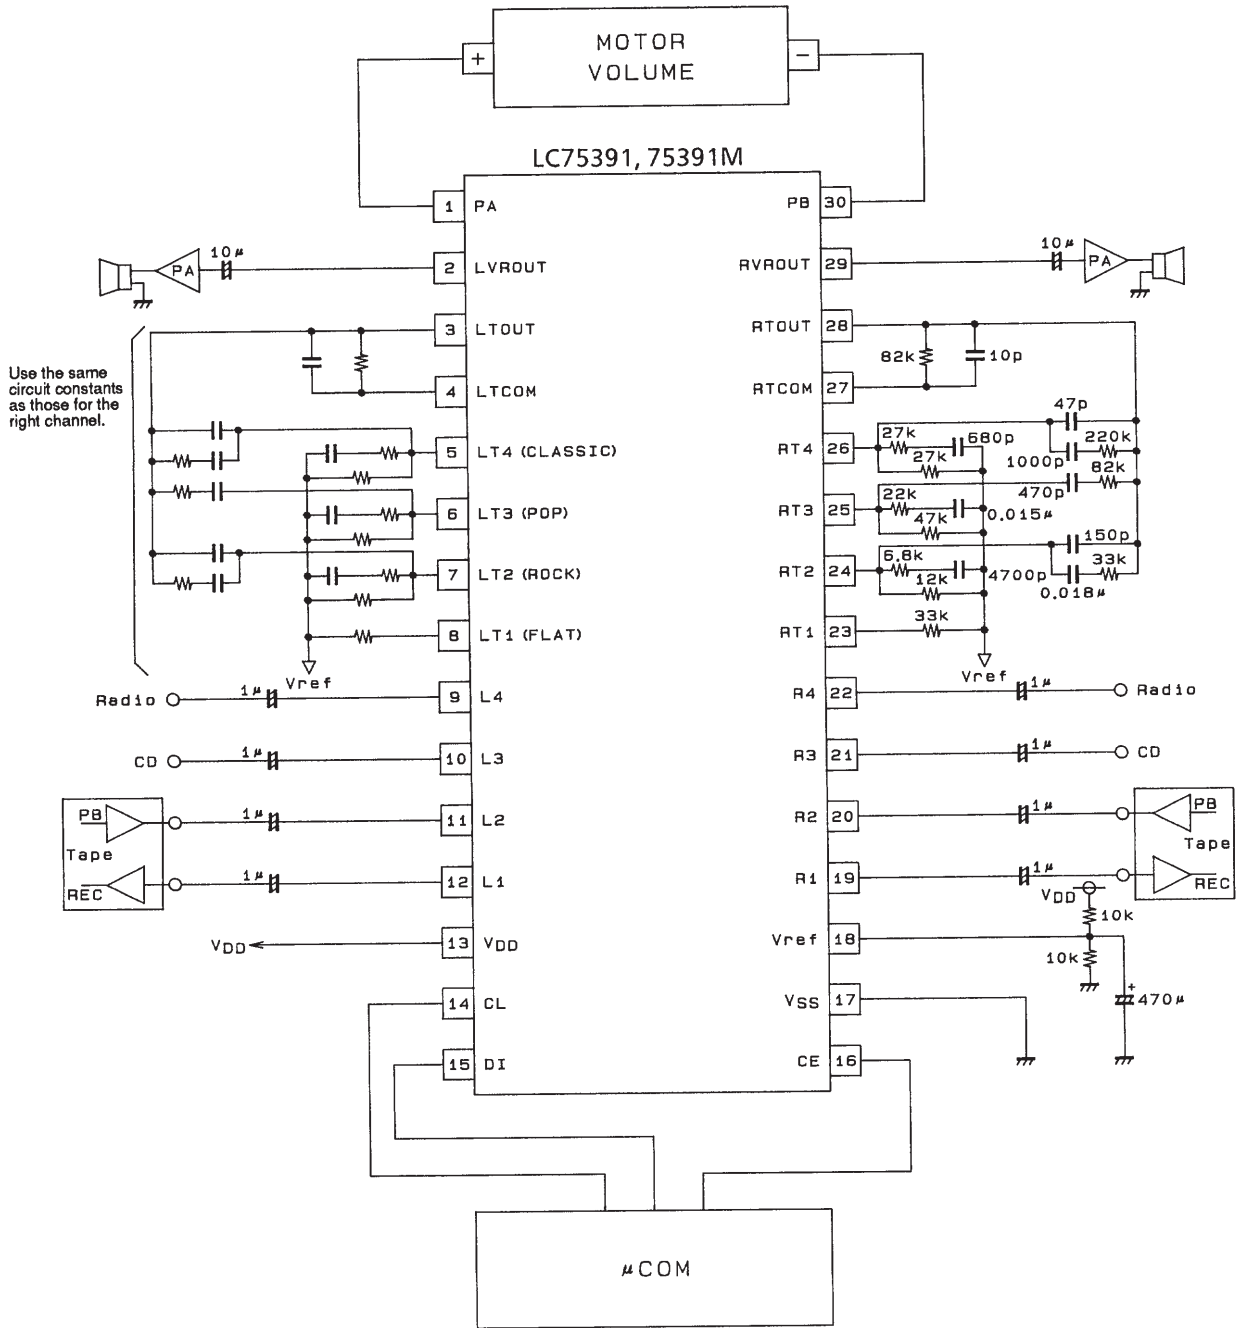 MOTOR
VOLUME
+
−
LC75391, 75391M
1 PA
PB 30
10μ
PA
2 LVROUT
RVROUT 29
10μ
PA
3 LTOUT
RTOUT 28
82k
10p
Use the same
circuit constants
as those for the
right channel.
4 LTCOM
RTCOM 27
47p
5 LT4 (CLASSIC)
RT4 26
27k
680p
27k
1000p
220k
82k
470p
6 LT3 (POP)
RT3 25
22k
0.015μ
47k
150p
7 LT2 (ROCK)
RT2 24
6.8k
4700p
12k
33k
0.018μ
8 LT1 (FLAT)
RT1 23
33k
Vref
Vref
Radio
1μ
9 L4
R4 22
1μ
Radio
CD
1μ
10 L3
R3 21
1μ
CD
PB
Tape
REC
1μ
11 L2
R2 20
1μ
PB
Tape
REC
1μ
12 L1
R1 19
1μ
VDD
10k
VDD
13 VDD
Vref 18
10k
14 CL
VSS 17
+
470μ
15 DI
CE 16
μCOM